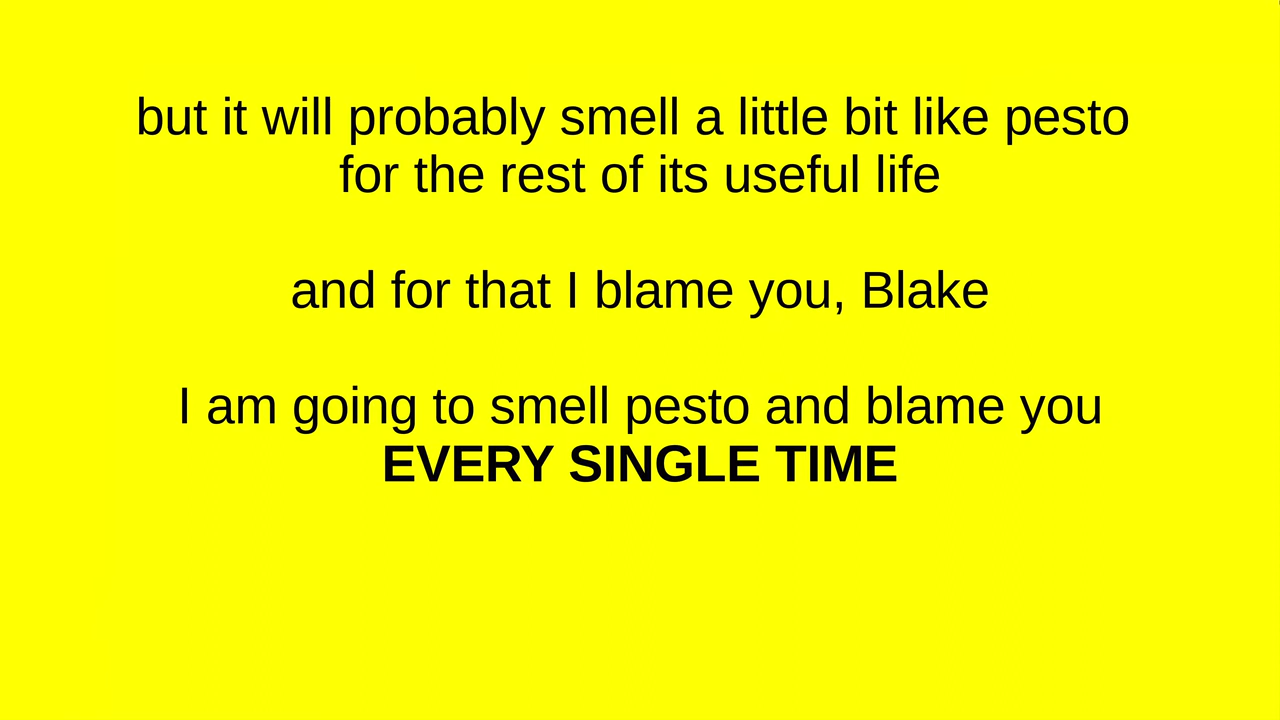 but it will probably smell a little bit like pesto
for the rest of its useful life
and for that I blame you, Blake
I am going to smell pesto and blame you
EVERY SINGLE TIME